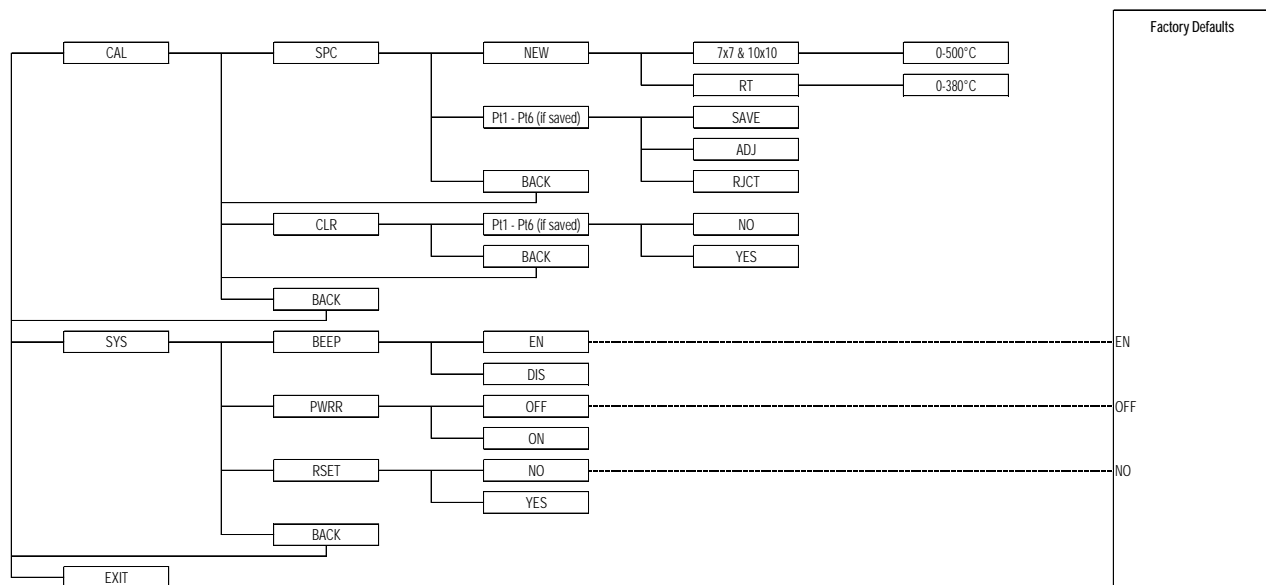 Factory Defaults
CAL
SPC
NEW
7x7 & 10x10
0-500°C
RT
0-380°C
Pt1 - Pt6 (if saved)
SAVE
ADJ
BACK
RJCT
CLR
Pt1 - Pt6 (if saved)
NO
BACK
YES
BACK
SYS
BEEP
EN
EN
DIS
PWRR
OFF
OFF
ON
RSET
NO
NO
YES
BACK
EXIT